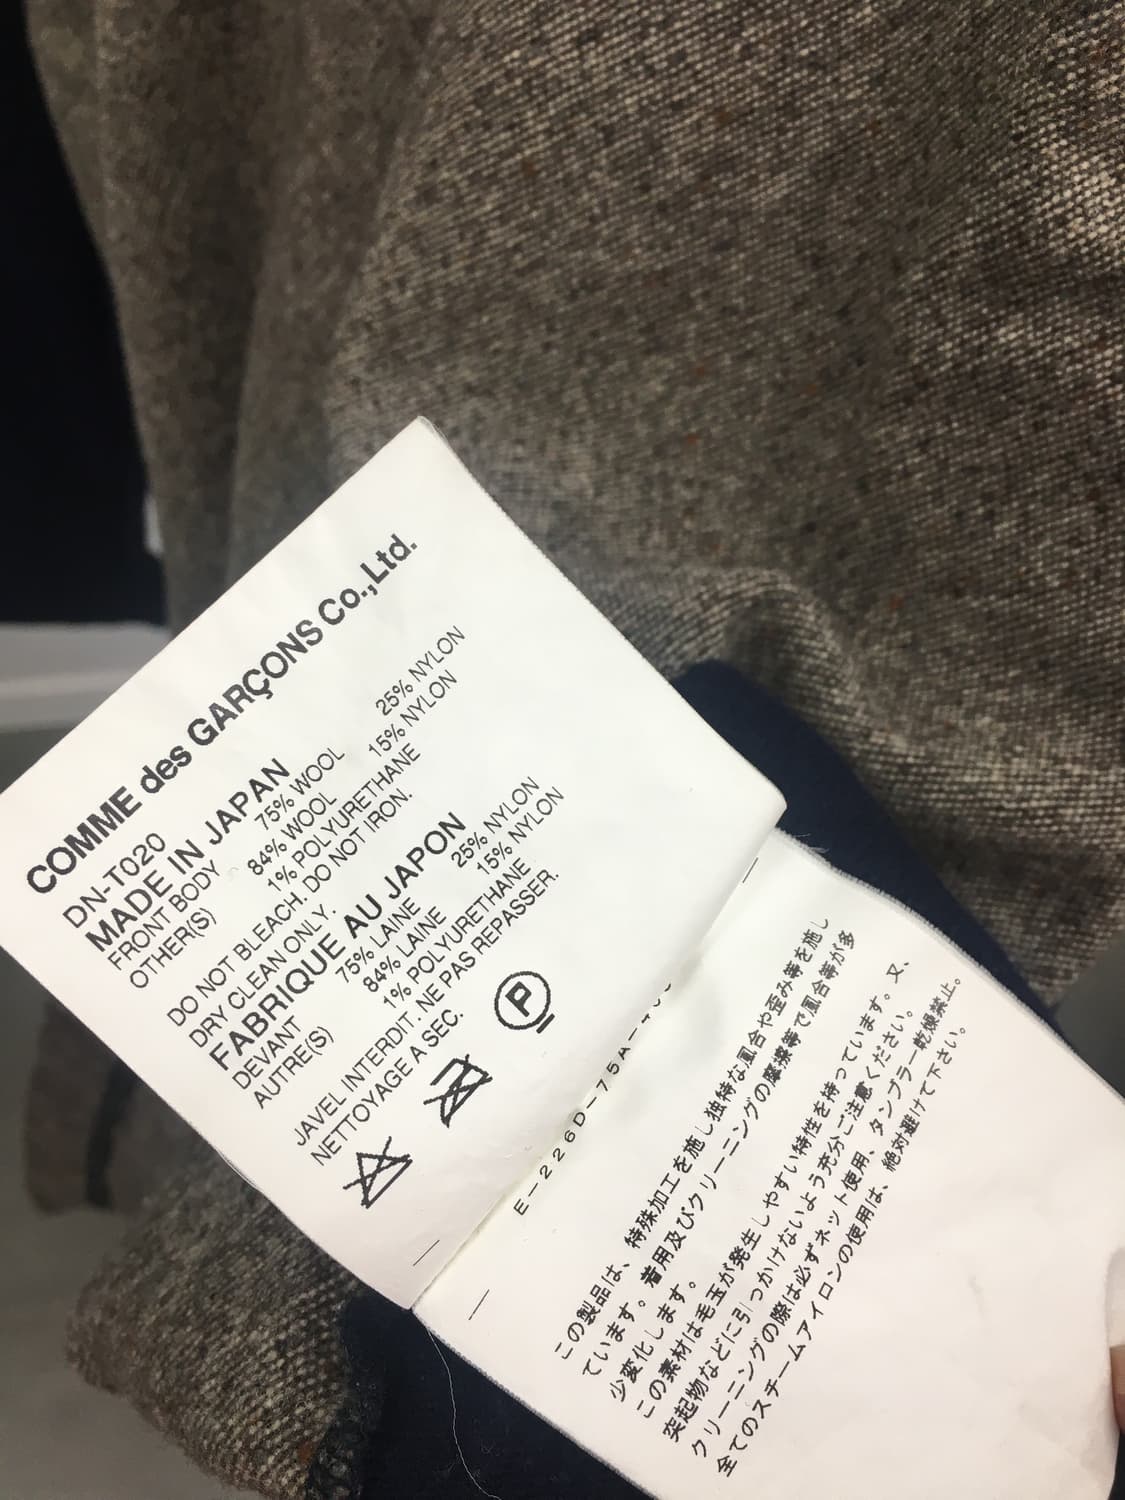 COMME des GARÇONS Co.,Ltd.
DN-T020
MADE IN JAPAN
FRONT BODY 75% WOOL 25% NYLON
OTHER(S) 84% WOOL 15% NYLON
1% POLYURETHANE
DO NOT BLEACH. DO NOT IRON.
DRY CLEAN ONLY.
FABRIQUE AU JAPON
DEVANT 75% LAINE 25% NYLON
AUTRE(S) 84% LAINE 15% NYLON
1% POLYURETHANE
JAVEL INTERDIT. NE PAS REPASSER.
NETTOYAGE A SEC.
P
E-226D-75A-
この製品は、特殊加工を施し独特な風合や歪み等を施し
ています。着用及びクリーニングの摩擦等で風合等が多
少変化します。
この素材は毛玉が発生しやすい特性を持っています。又、
突起物などに引っかけないよう充分ご注意ください。
クリーニングの際は必ずネット使用、タンブラー乾燥禁止。
全てのスチームアイロンの使用は、絶対避けて下さい。